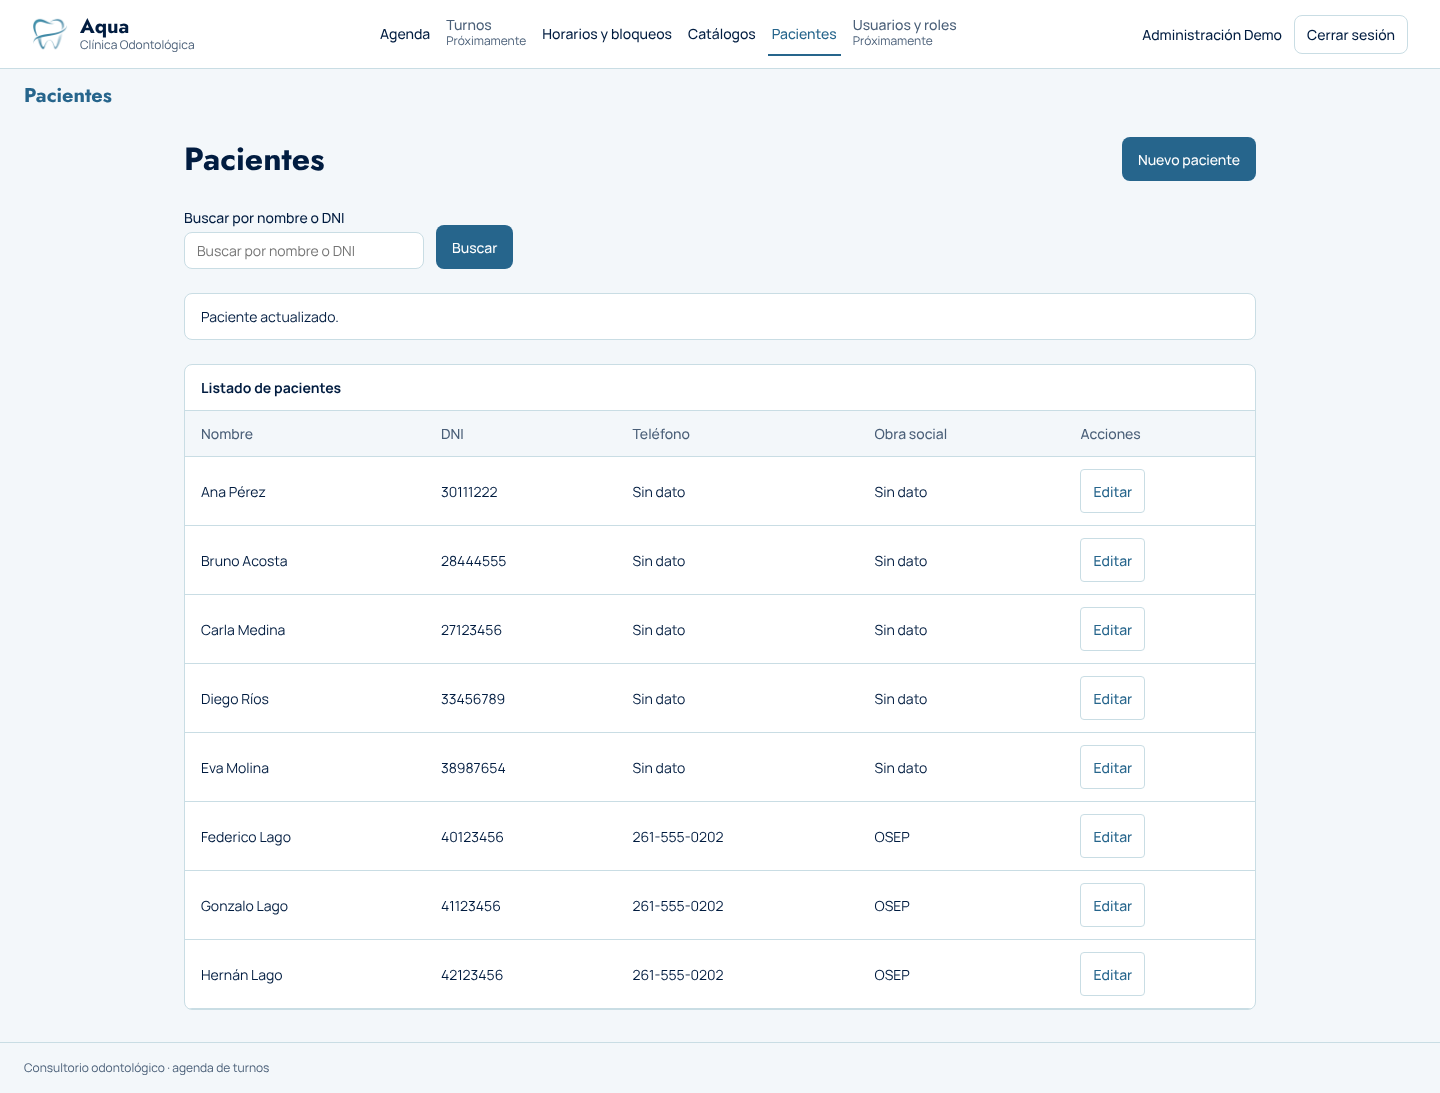 Aqua
Clínica Odontológica
Agenda
Turnos
Próximamente
Horarios y bloqueos
Catálogos
Pacientes
Usuarios y roles
Próximamente
Administración Demo
Cerrar sesión
Pacientes
Pacientes
Nuevo paciente
Buscar por nombre o DNI
Buscar por nombre o DNI
Buscar
Paciente actualizado.
Listado de pacientes
Nombre DNI Teléfono Obra social Acciones
Ana Pérez 30111222 Sin dato Sin dato Editar
Bruno Acosta 28444555 Sin dato Sin dato Editar
Carla Medina 27123456 Sin dato Sin dato Editar
Diego Ríos 33456789 Sin dato Sin dato Editar
Eva Molina 38987654 Sin dato Sin dato Editar
Federico Lago 40123456 261-555-0202 OSEP Editar
Gonzalo Lago 41123456 261-555-0202 OSEP Editar
Hernán Lago 42123456 261-555-0202 OSEP Editar
Consultorio odontológico · agenda de turnos